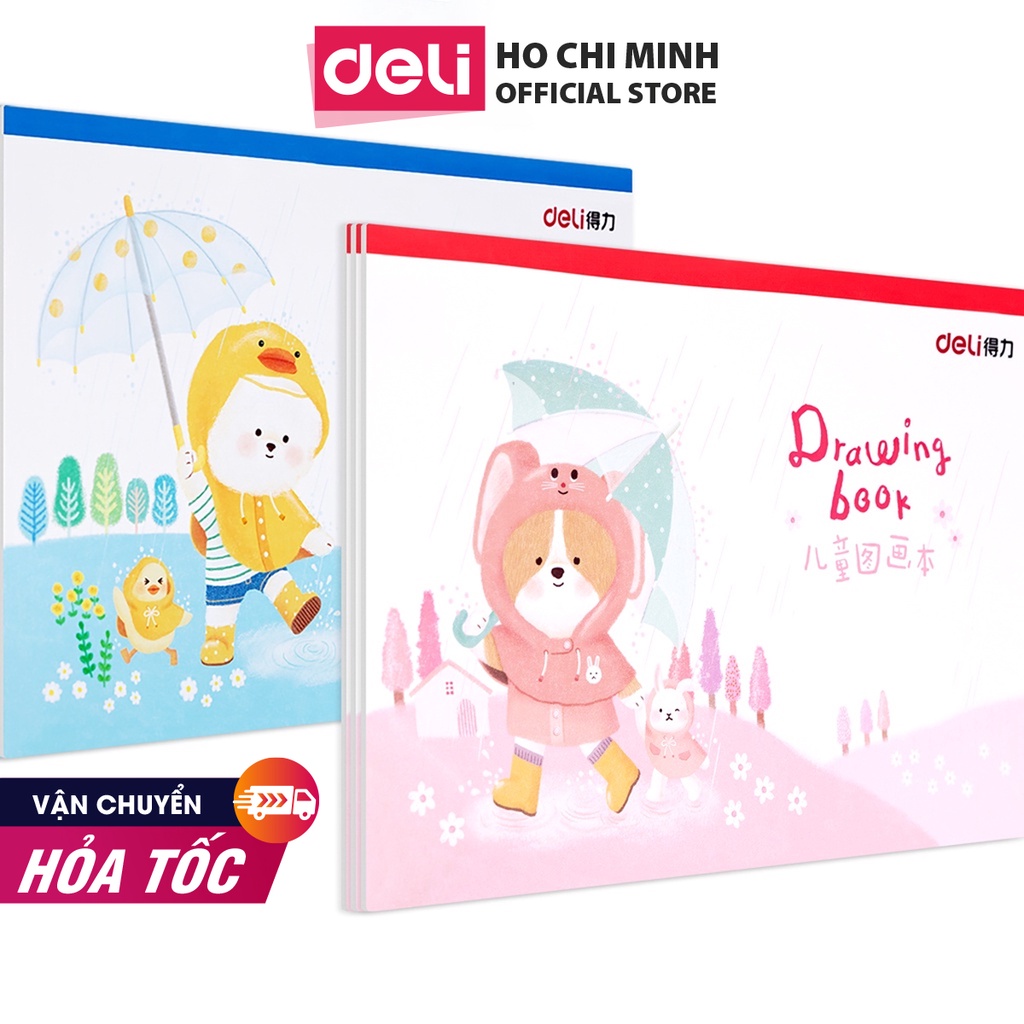 deli
HO CHI MINH
OFFICIAL STORE
deli得力
deli得力
Drawing
book
儿童图画本
VẬN CHUYỂN
HỎA TỐC